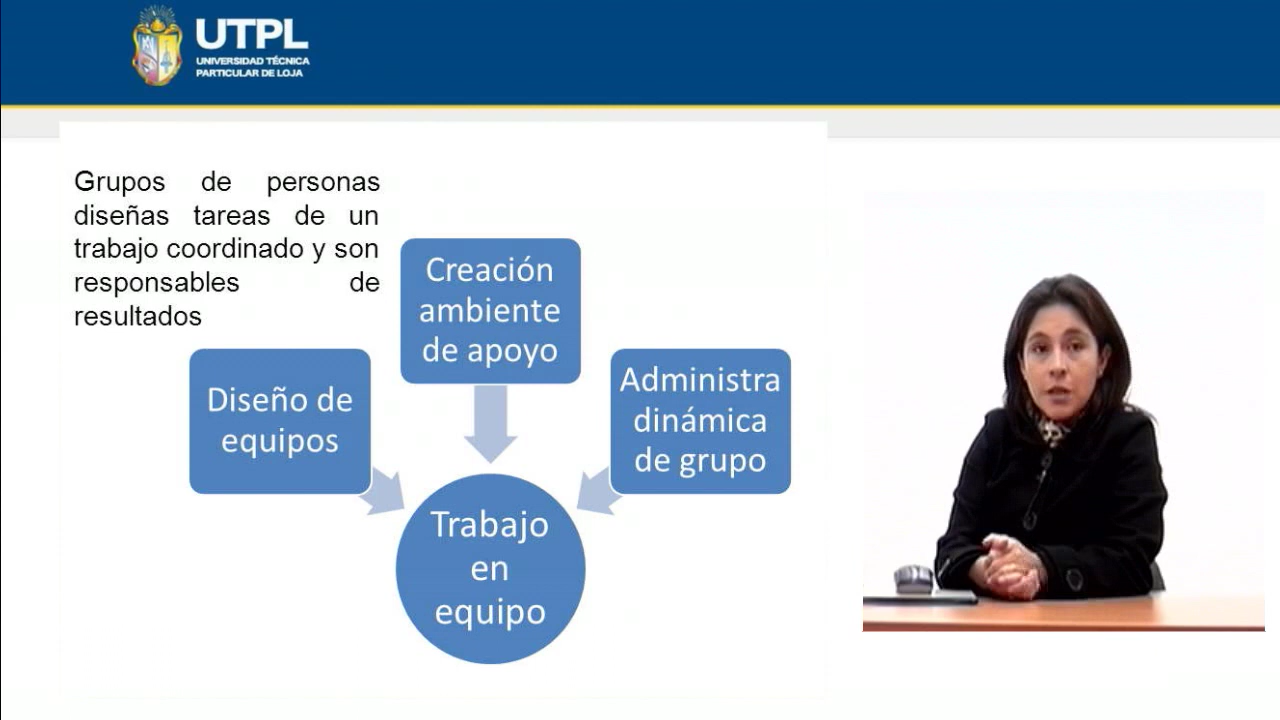 UTPL
UNIVERSIDAD TÉCNICA
PARTICULAR DE LOJA
Grupos de personas
diseñas tareas de un
trabajo coordinado y son
responsables de
resultados
Creación
ambiente
de apoyo
Diseño de
equipos
Administra
dinámica
de grupo
Trabajo
en
equipo